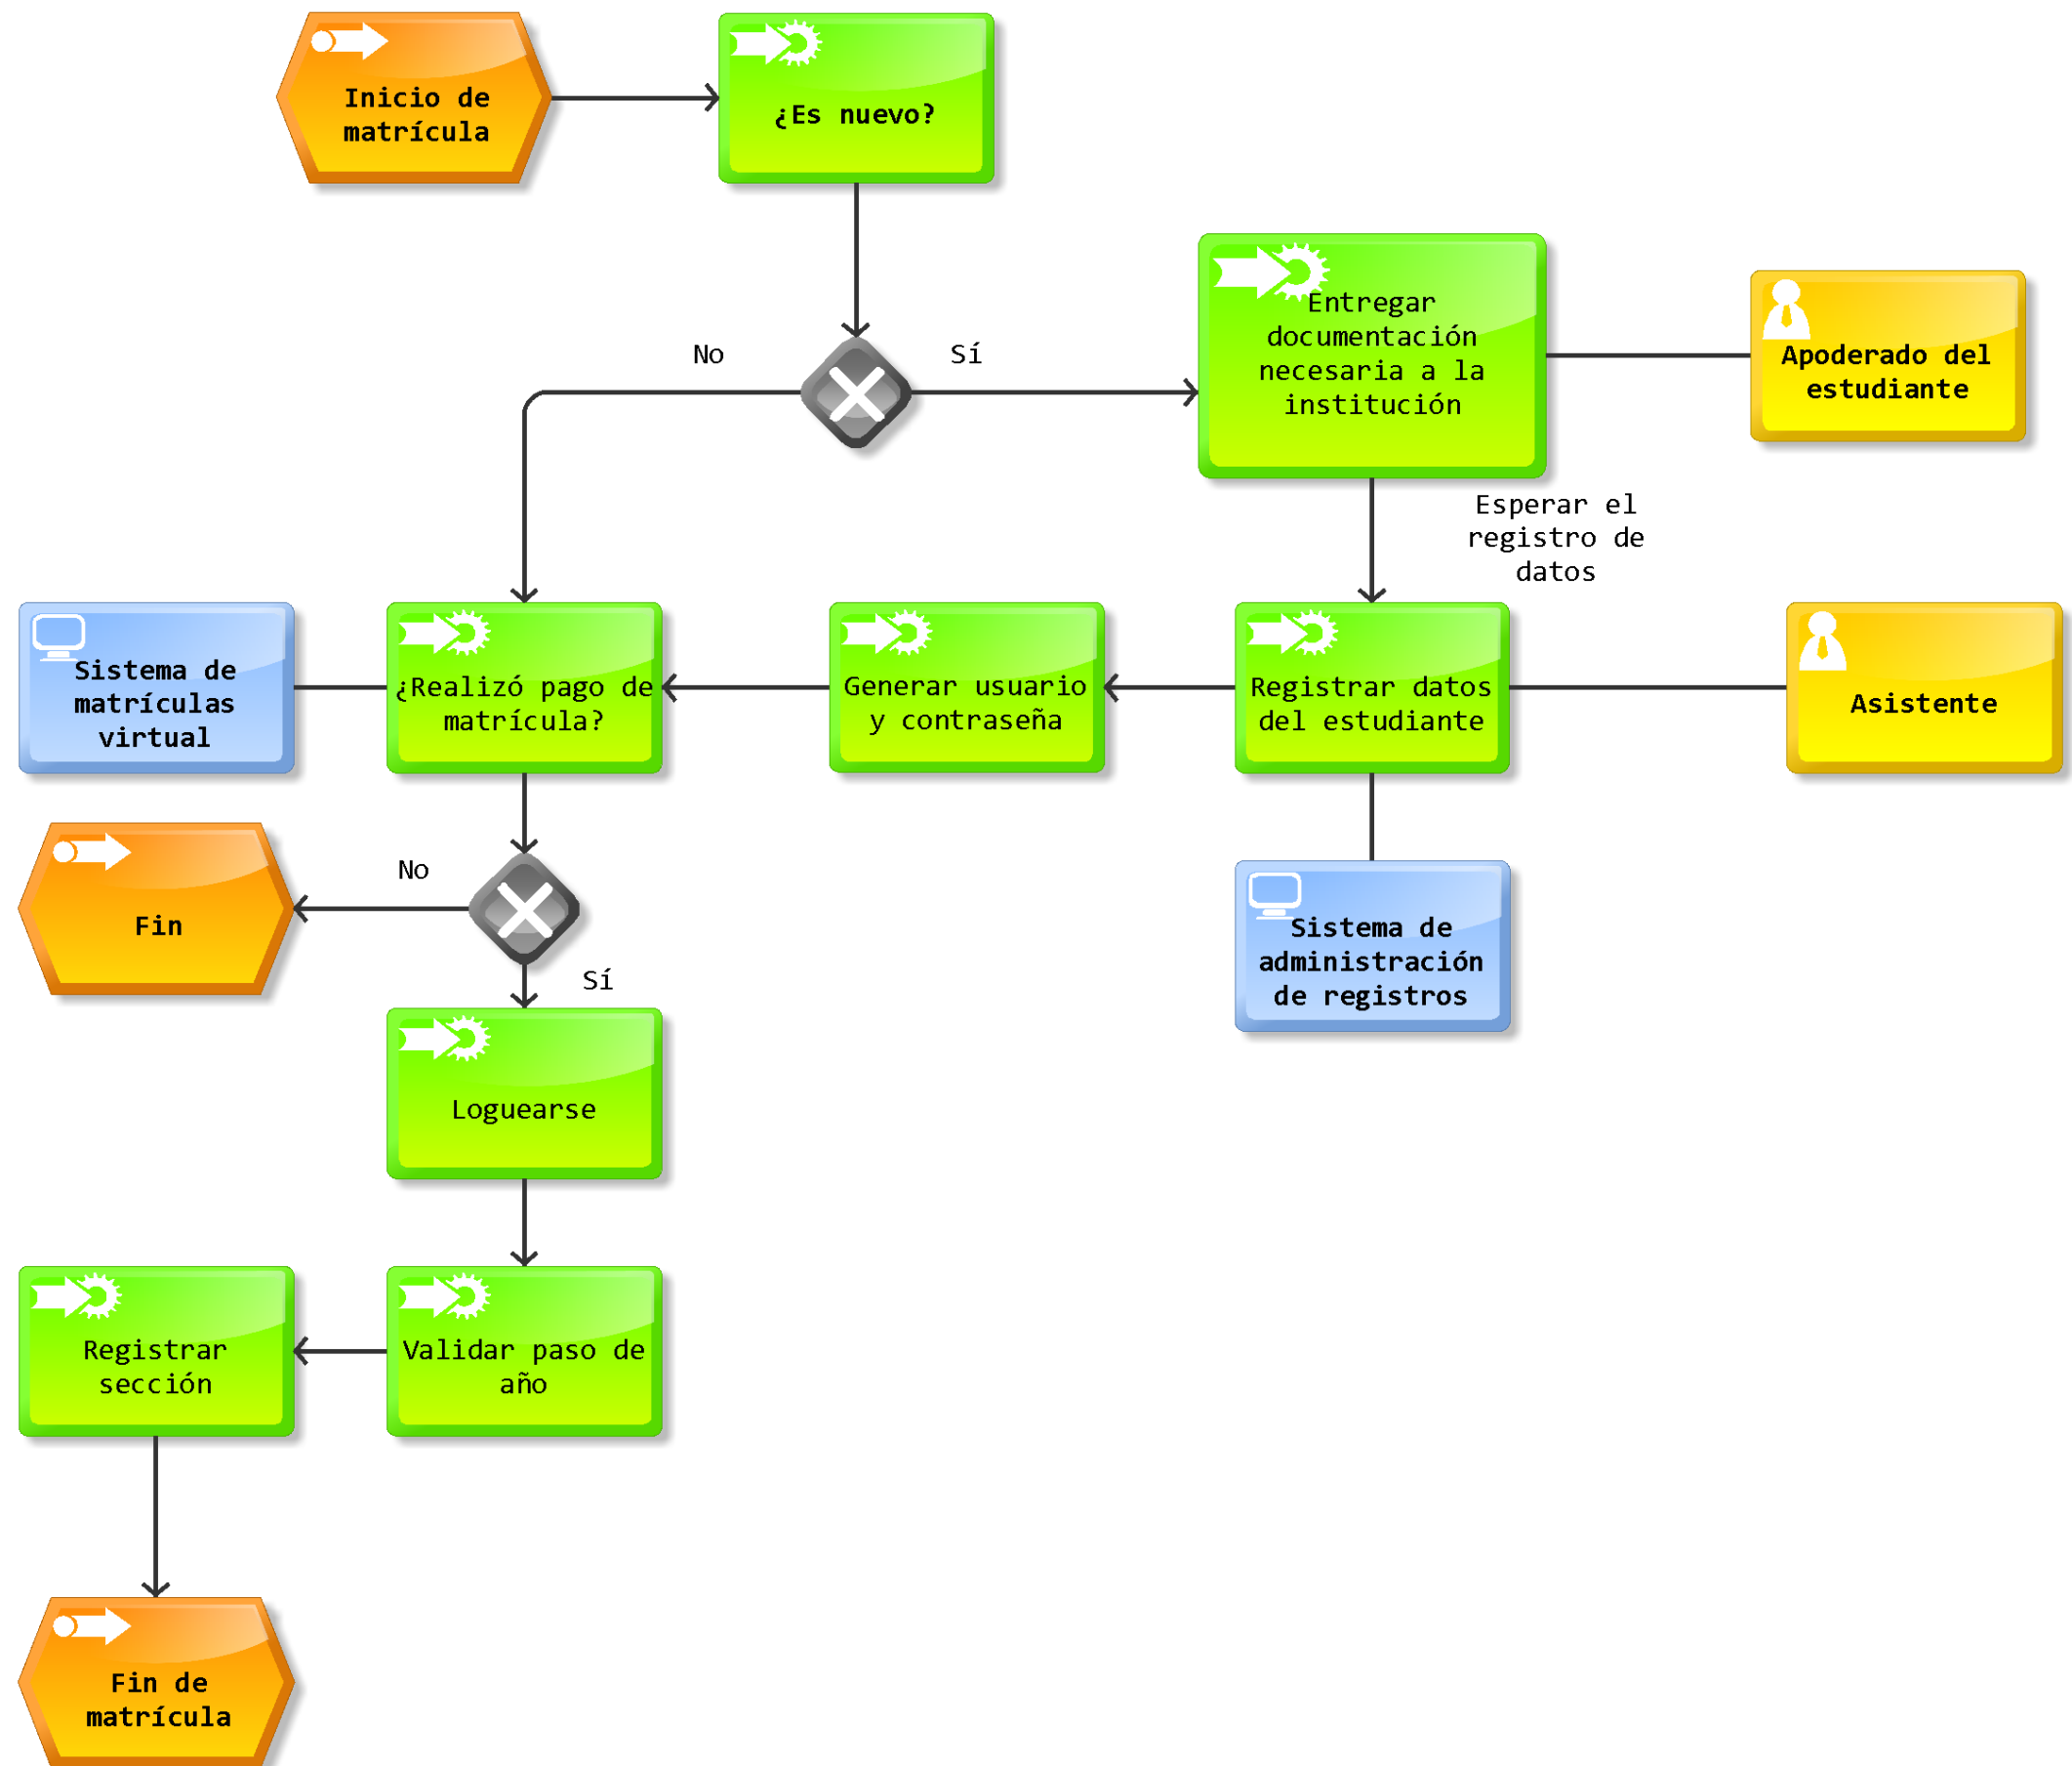 Inicio de
matrícula
¿Es nuevo?
No
Sí
Entregar
documentación
necesaria a la
institución
Apoderado del
estudiante
Esperar el
registro de
datos
Sistema de
matrículas
virtual
¿Realizó pago de
matrícula?
Generar usuario
y contraseña
Registrar datos
del estudiante
Asistente
Fin
No
Sí
Sistema de
administración
de registros
Loguearse
Registrar
sección
Validar paso de
año
Fin de
matrícula